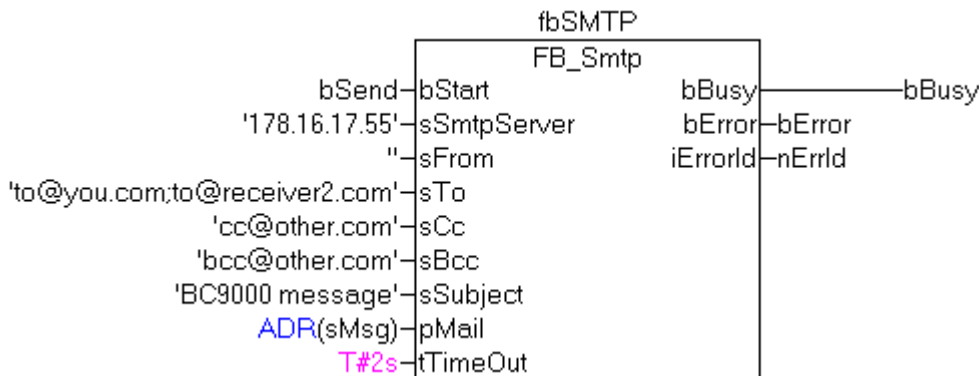 fbSMTP
FB_Smtp
bSend bStart bBusy bBusy
'178.16.17.55' sSmtpServer bError bError
'' sFrom iErrorId nErrId
'to@you.com;to@receiver2.com' sTo
'cc@other.com' sCc
'bcc@other.com' sBcc
'BC9000 message' sSubject
ADR(sMsg) pMail
T#2s tTimeOut